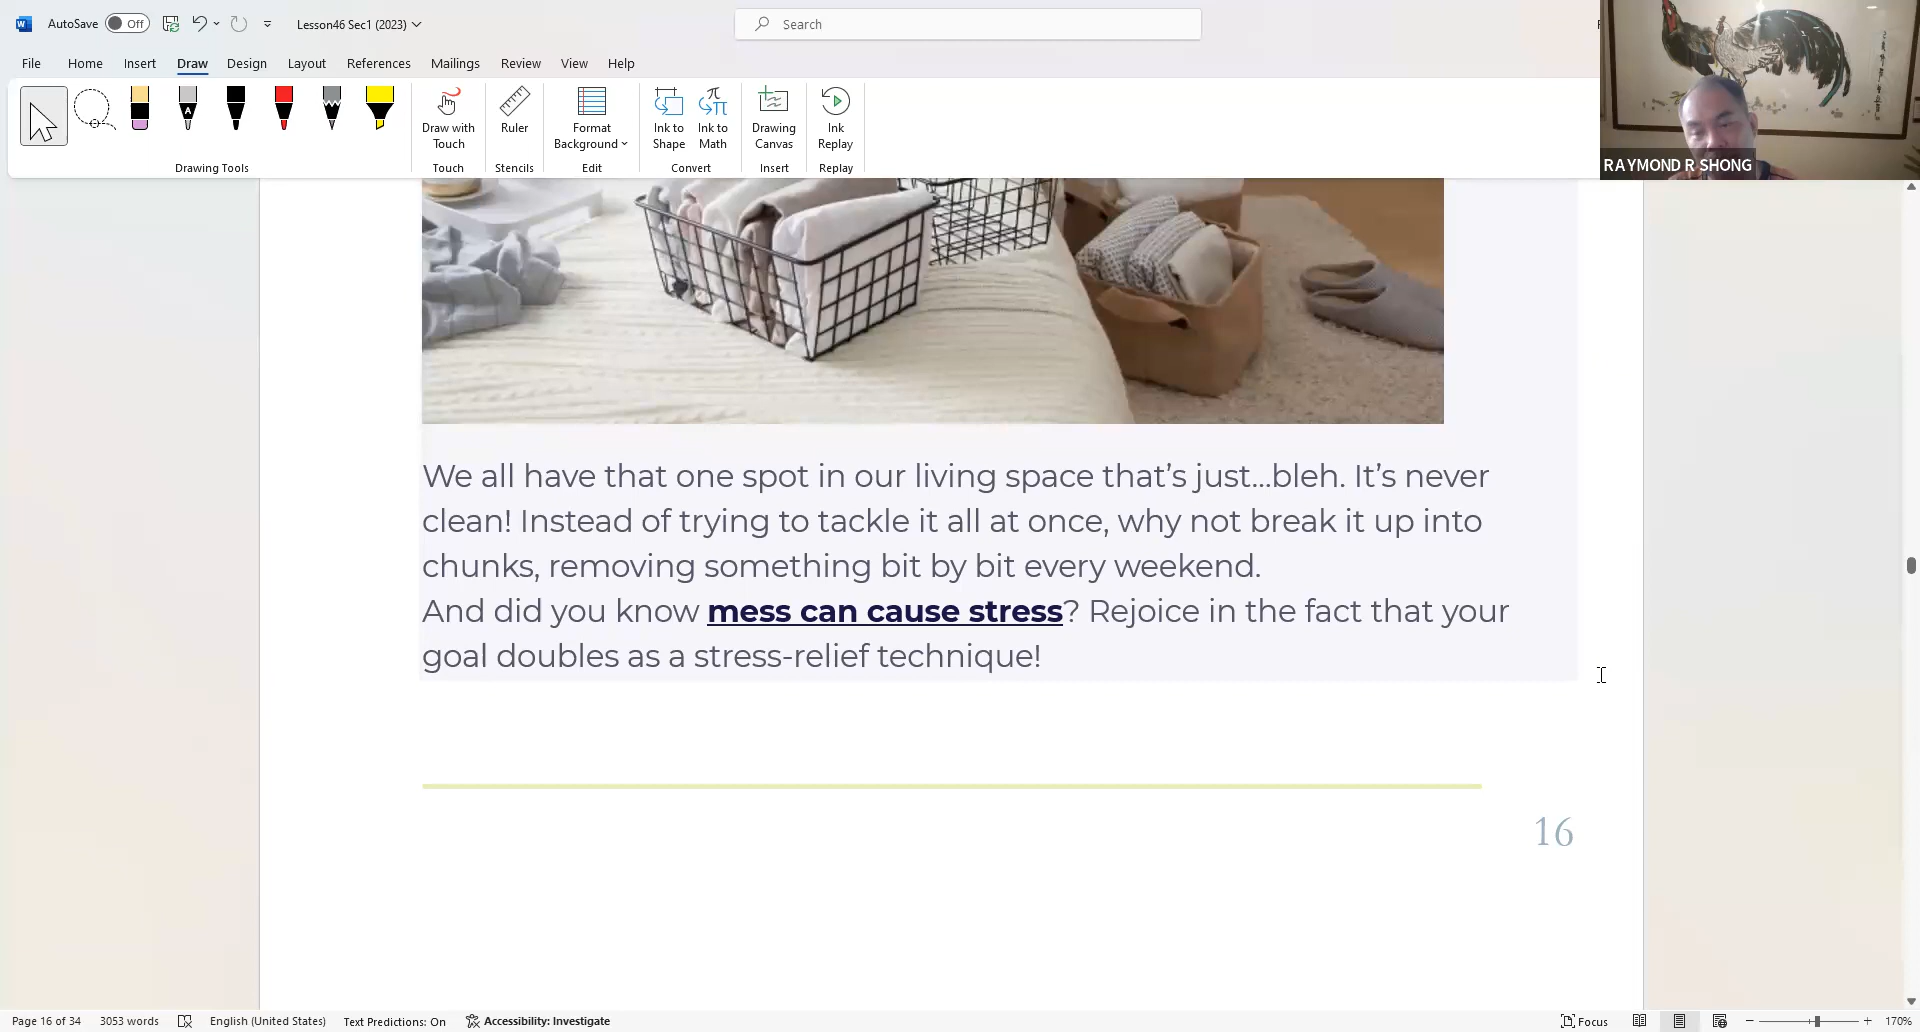 AutoSave Off Lesson46 Sec1 (2023) Search
File Home Insert Draw Design Layout References Mailings Review View Help
A
Draw with Touch
Ruler
Format Background
Ink to Shape
Ink to Math
Drawing Canvas
Ink Replay
Drawing Tools Touch Stencils Edit Convert Insert Replay
RAYMOND R SHONG
We all have that one spot in our living space that’s just…bleh. It’s never
clean! Instead of trying to tackle it all at once, why not break it up into
chunks, removing something bit by bit every weekend.
And did you know mess can cause stress? Rejoice in the fact that your
goal doubles as a stress-relief technique!
16
Page 16 of 34 3053 words English (United States) Text Predictions: On Accessibility: Investigate Focus 170%